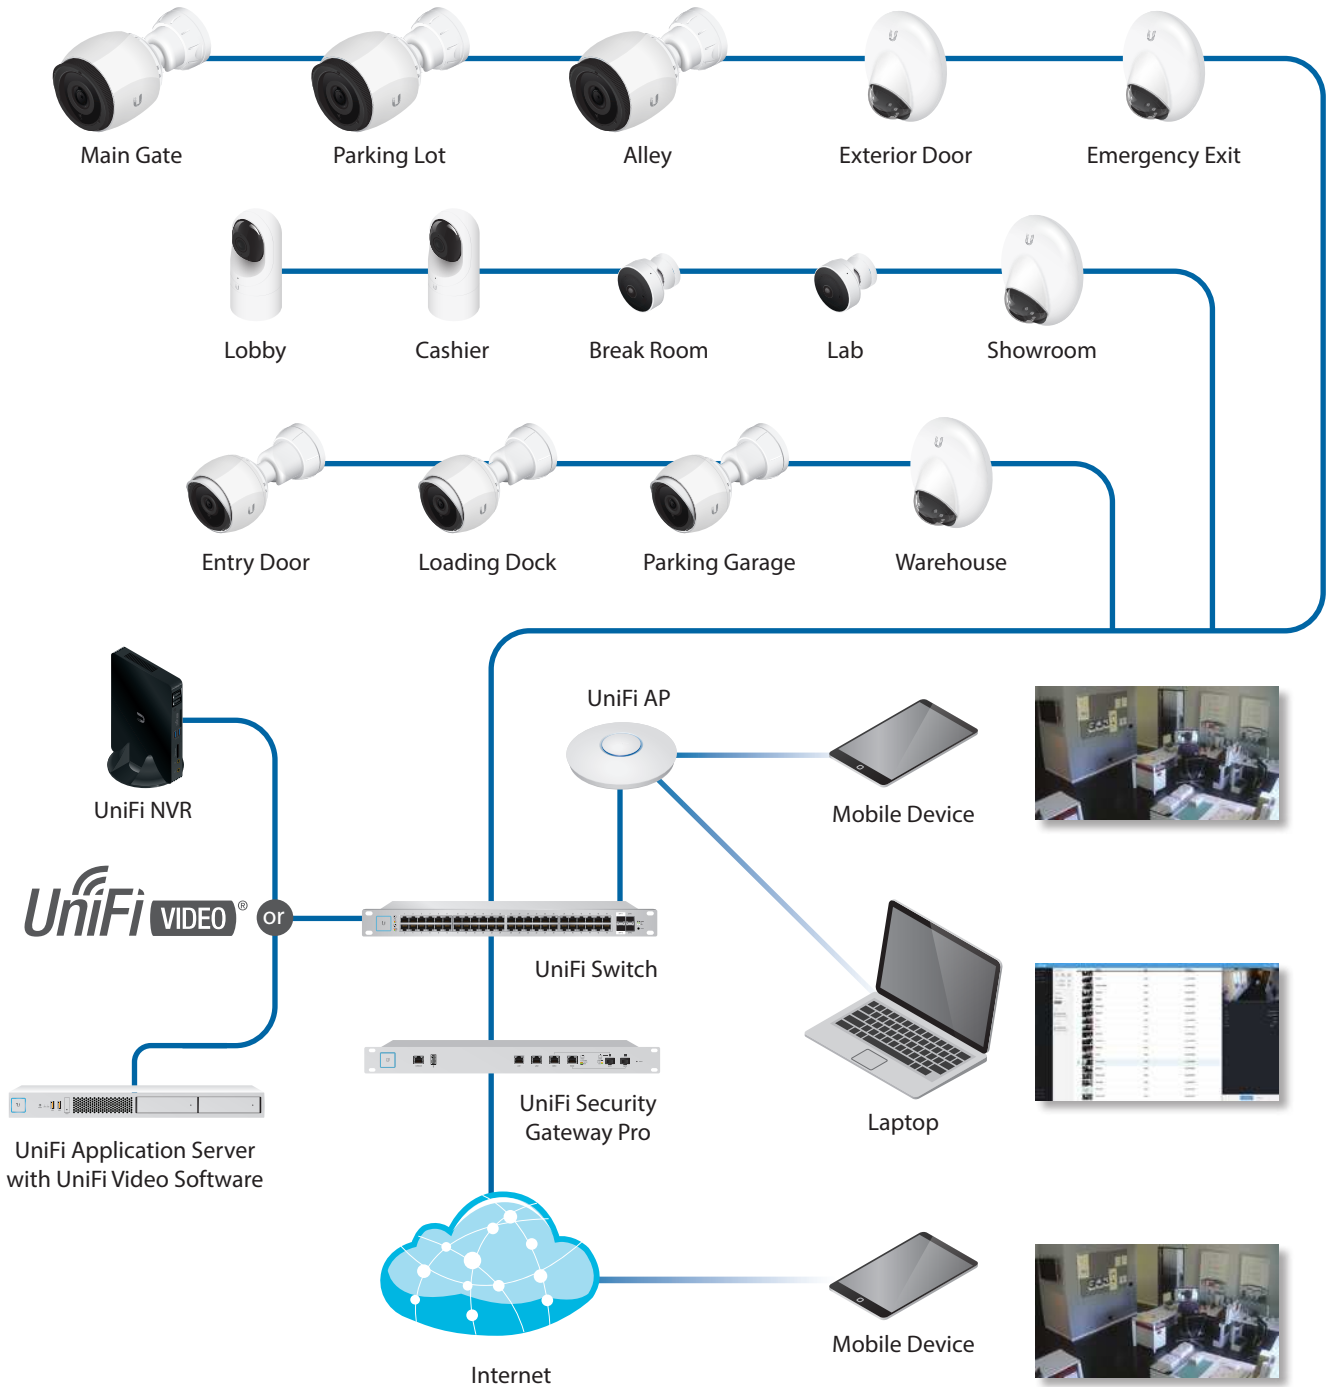 Main Gate
Parking Lot
Alley
Exterior Door
Emergency Exit
Lobby
Cashier
Break Room
Lab
Showroom
Entry Door
Loading Dock
Parking Garage
Warehouse
UniFi AP
UniFi NVR
Mobile Device
UniFi VIDEO®
or
UniFi Switch
UniFi Security
Gateway Pro
Laptop
UniFi Application Server
with UniFi Video Software
Mobile Device
Internet